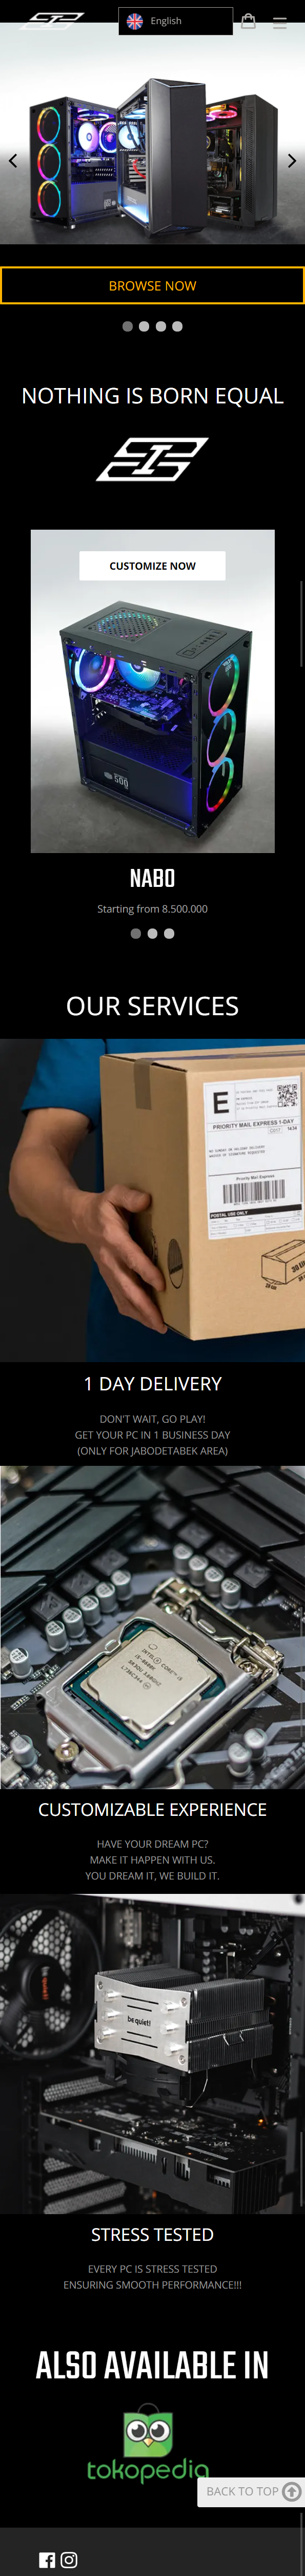 English
BROWSE NOW
NOTHING IS BORN EQUAL
CUSTOMIZE NOW
500
NABO
Starting from 8.500.000
OUR SERVICES
E
PRIORITY MAIL EXPRESS 1-DAY
Priority Mail Express
POSTAL USE ONLY
1 DAY DELIVERY
DON'T WAIT, GO PLAY!
GET YOUR PC IN 1 BUSINESS DAY
(ONLY FOR JABODETABEK AREA)
INTEL® CORE™ i5
CUSTOMIZABLE EXPERIENCE
HAVE YOUR DREAM PC?
MAKE IT HAPPEN WITH US.
YOU DREAM IT, WE BUILD IT.
be quiet!
STRESS TESTED
EVERY PC IS STRESS TESTED
ENSURING SMOOTH PERFORMANCE!!!
ALSO AVAILABLE IN
tokopedia
BACK TO TOP